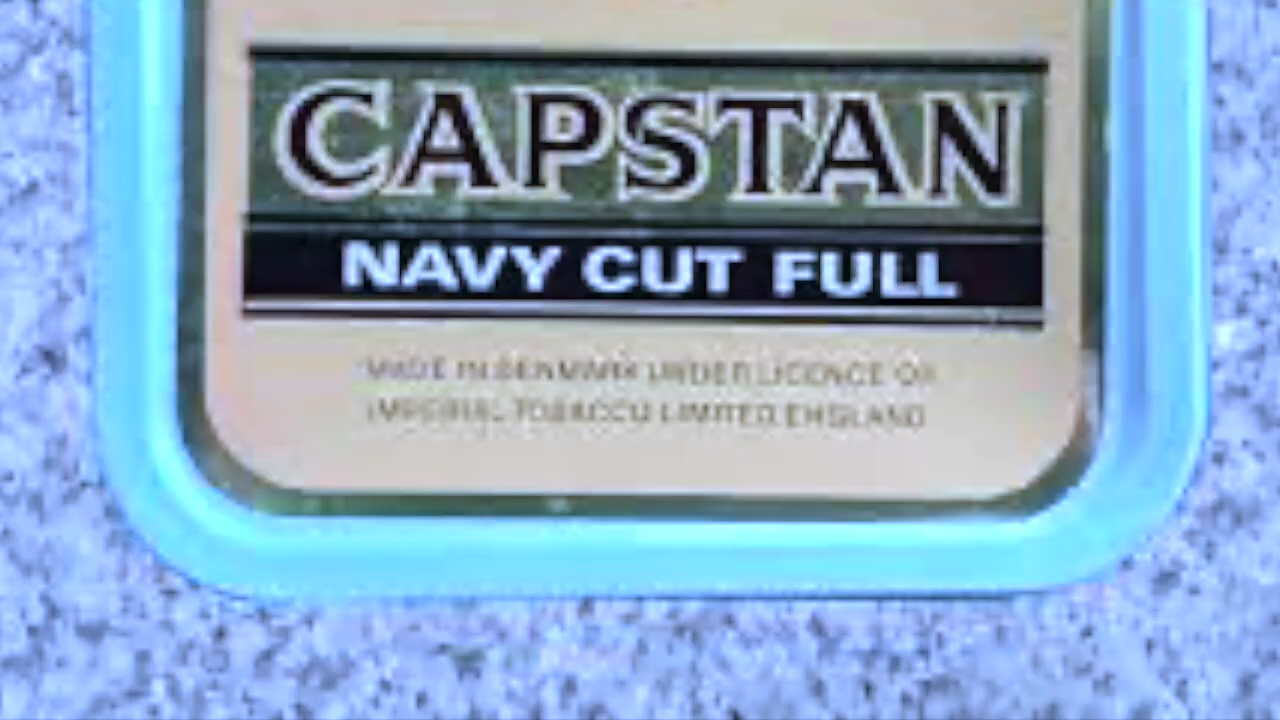 CAPSTAN
NAVY CUT FULL
MADE IN DENMARK UNDER LICENCE OF
IMPERIAL TOBACCO LIMITED ENGLAND